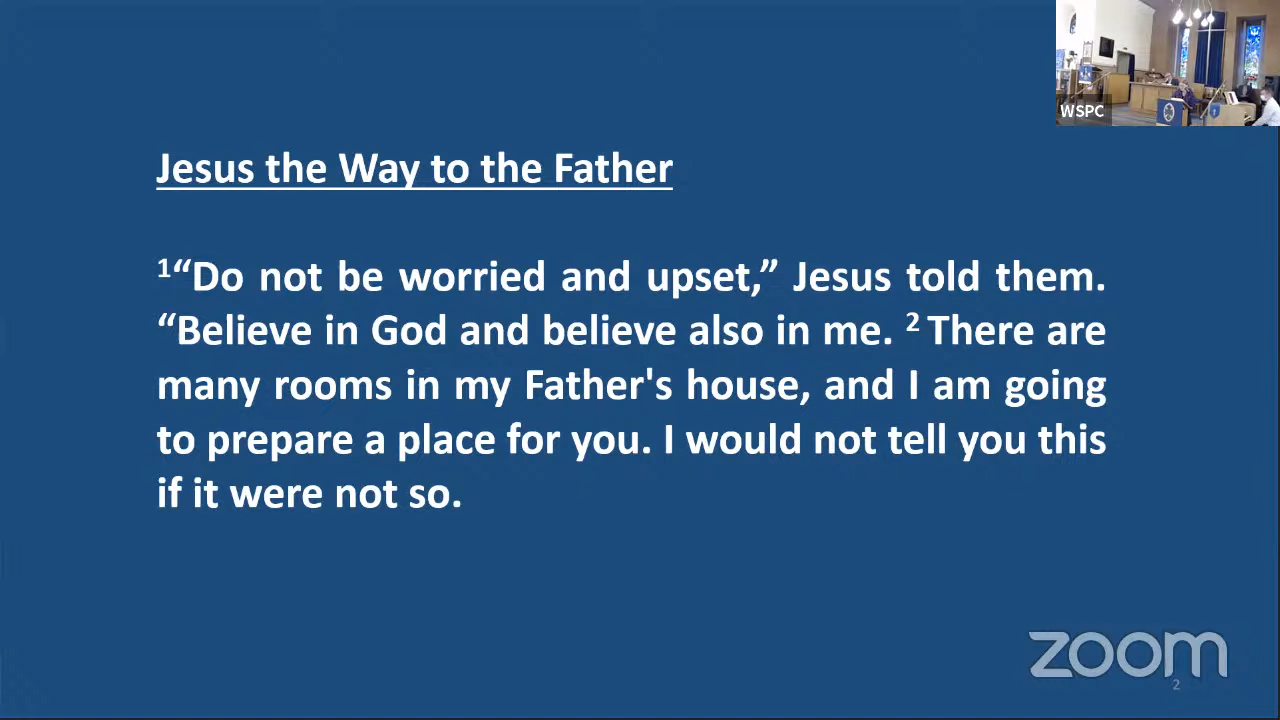 WSPC
Jesus the Way to the Father
1“Do not be worried and upset,” Jesus told them.
“Believe in God and believe also in me. 2 There are
many rooms in my Father's house, and I am going
to prepare a place for you. I would not tell you this
if it were not so.
zoom
2